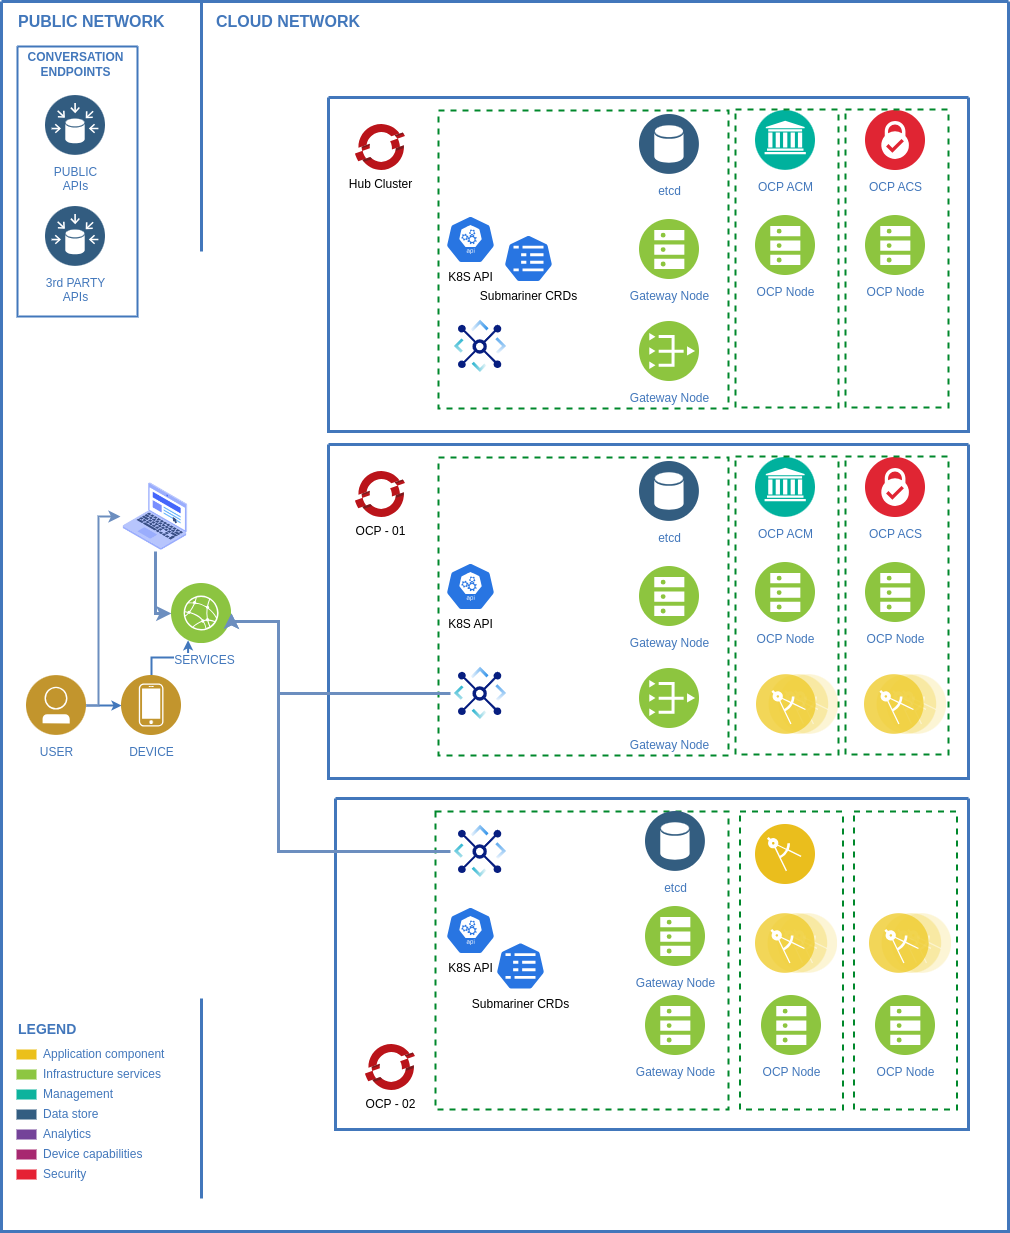 PUBLIC NETWORK
CLOUD NETWORK
CONVERSATION
ENDPOINTS
PUBLIC
APIs
3rd PARTY
APIs
Hub Cluster
etcd
OCP ACM
OCP ACS
api
K8S API
Submariner CRDs
Gateway Node
OCP Node
OCP Node
Gateway Node
OCP - 01
etcd
OCP ACM
OCP ACS
api
K8S API
Gateway Node
OCP Node
OCP Node
Gateway Node
SERVICES
USER
DEVICE
etcd
api
K8S API
Submariner CRDs
Gateway Node
Gateway Node
OCP Node
OCP Node
OCP - 02
LEGEND
Application component
Infrastructure services
Management
Data store
Analytics
Device capabilities
Security